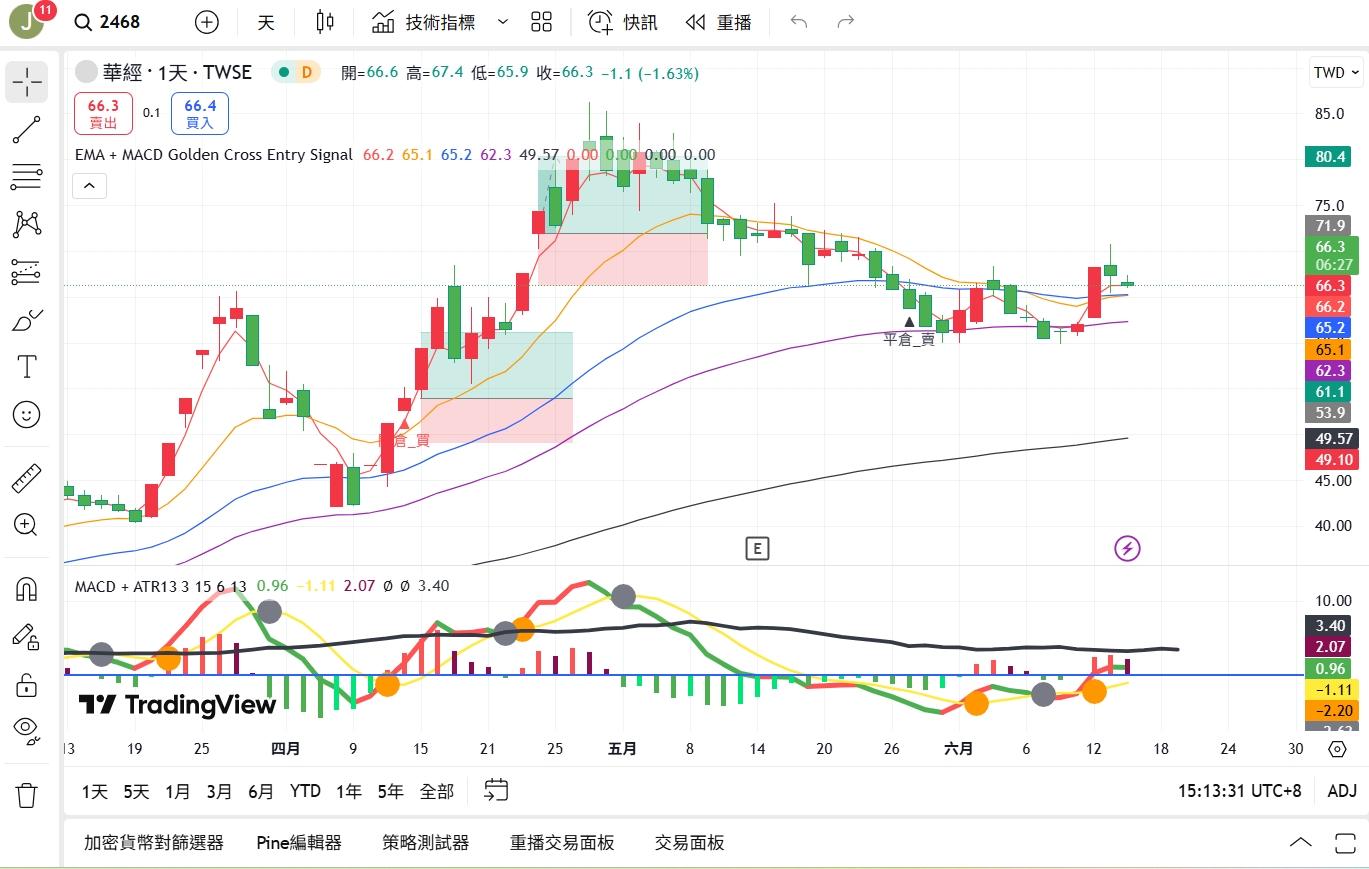 J 11 2468 天 技術指標 快訊 重播
華經 · 1天 · TWSE D 開=66.6 高=67.4 低=65.9 收=66.3 −1.1 (−1.63%)
TWD
66.3 賣出 0.1 66.4 買入
EMA + MACD Golden Cross Entry Signal 66.2 65.1 65.2 62.3 49.57 0.00 0.00 0.00 0.00
85.0
80.4
75.0
71.9
66.3
06:27
66.3
66.2
65.2
65.1
62.3
61.1
53.9
49.57
49.10
45.00
40.00
平倉_賣
倉_買
E
MACD + ATR13 3 15 6 13 0.96 −1.11 2.07 Ø Ø 3.40
10.00
3.40
2.07
0.96
−1.11
−2.20
TradingView
13 19 25 四月 9 15 21 25 五月 8 14 20 26 六月 6 12 18 24 30
1天 5天 1月 3月 6月 YTD 1年 5年 全部 15:13:31 UTC+8 ADJ
加密貨幣對篩選器 Pine編輯器 策略測試器 重播交易面板 交易面板